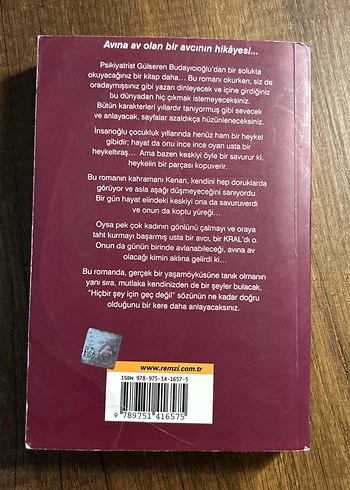 Avına av olan bir avcının hikâyesi...
Psikiyatrist Gülseren Budayıcıoğlu'dan bir solukta
okuyacağınız bir kitap daha... Bu romanı okurken, siz de
oradaymışsınız gibi yazarı dinleyecek ve içine girdiğiniz
bu dünyadan hiç çıkmak istemeyeceksiniz.
Bütün karakterleri yıllardır tanıyormuş gibi sevecek
ve anlayacak, sayfalar azaldıkça hüzünleneceksiniz.
İnsanoğlu çocukluk yıllarında henüz ham bir heykel
gibidir; hayat da onu ince ince oyan usta bir
heykeltıraş... Ama bazen keskiyi öyle bir savurur ki,
heykelin bir parçası kopuverir.
Bu romanın kahramanı Kenan, kendini hep doruklarda
görüyor ve asla aşağı düşmeyeceğini sanıyordu.
Bir gün hayat elindeki keskiyi ona da savuruverdi
ve onun da koptu yüreği...
Oysa pek çok kadının gönlünü çalmayı ve oraya
taht kurmayı başarmış usta bir avcı, bir KRAL'dı o.
Onun da günün birinde avlanabileceği, avına av
olacağı kimin aklına gelirdi ki...
Bu romanda, gerçek bir yaşamöyküsüne tanık olmanın
yanı sıra, mutlaka kendinizden de bir şeyler bulacak,
"Hiçbir şey için geç değil" sözünün ne kadar doğru
olduğunu bir kere daha anlayacaksınız.
www.remzi.com.tr
ISBN 978-975-14-1657-5
9 789751 416575